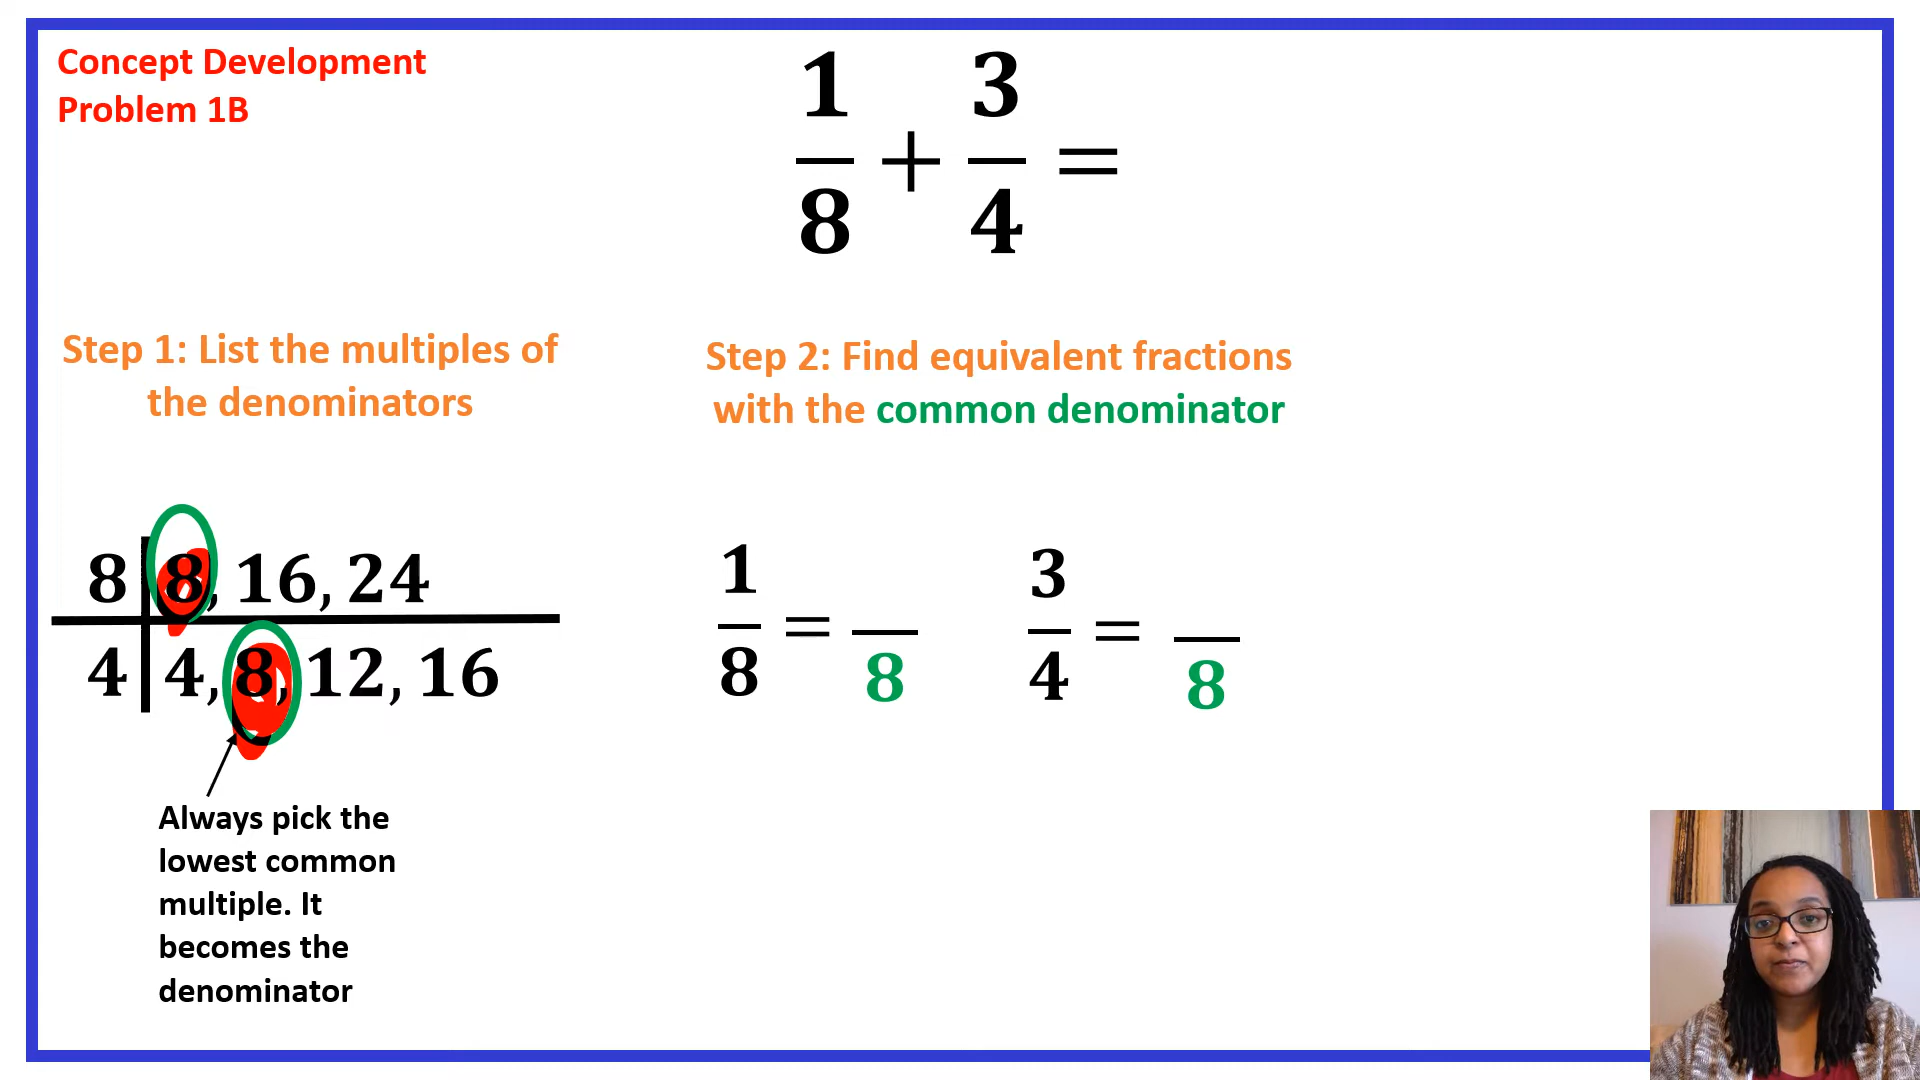 Concept Development
Problem 1B
1/8 + 3/4 =
Step 1: List the multiples of
the denominators
8 | 8, 16, 24
4 | 4, 8, 12, 16
Always pick the
lowest common
multiple. It
becomes the
denominator
Step 2: Find equivalent fractions
with the common denominator
1/8 = /8
3/4 = /8